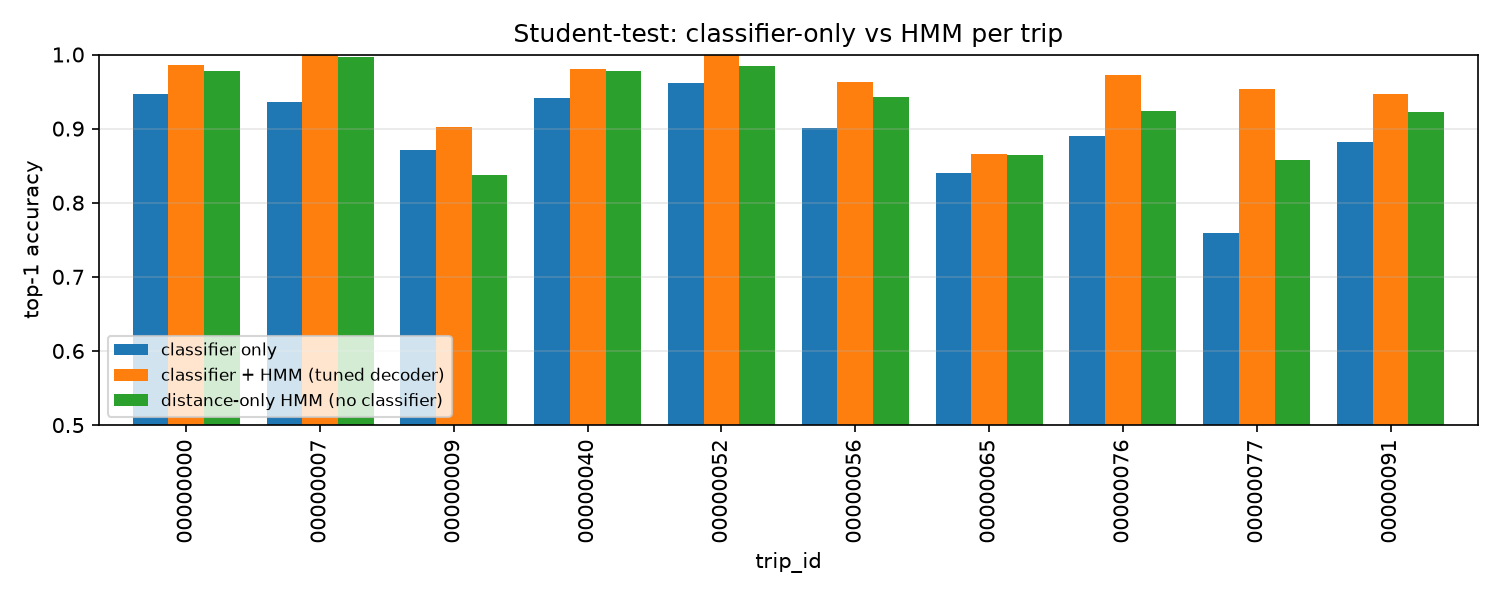 Student-test: classifier-only vs HMM per trip
top-1 accuracy
1.0
0.9
0.8
0.7
0.6
0.5
classifier only
classifier + HMM (tuned decoder)
distance-only HMM (no classifier)
00000000
00000007
00000009
00000040
00000052
00000056
00000065
00000076
00000077
00000091
trip_id